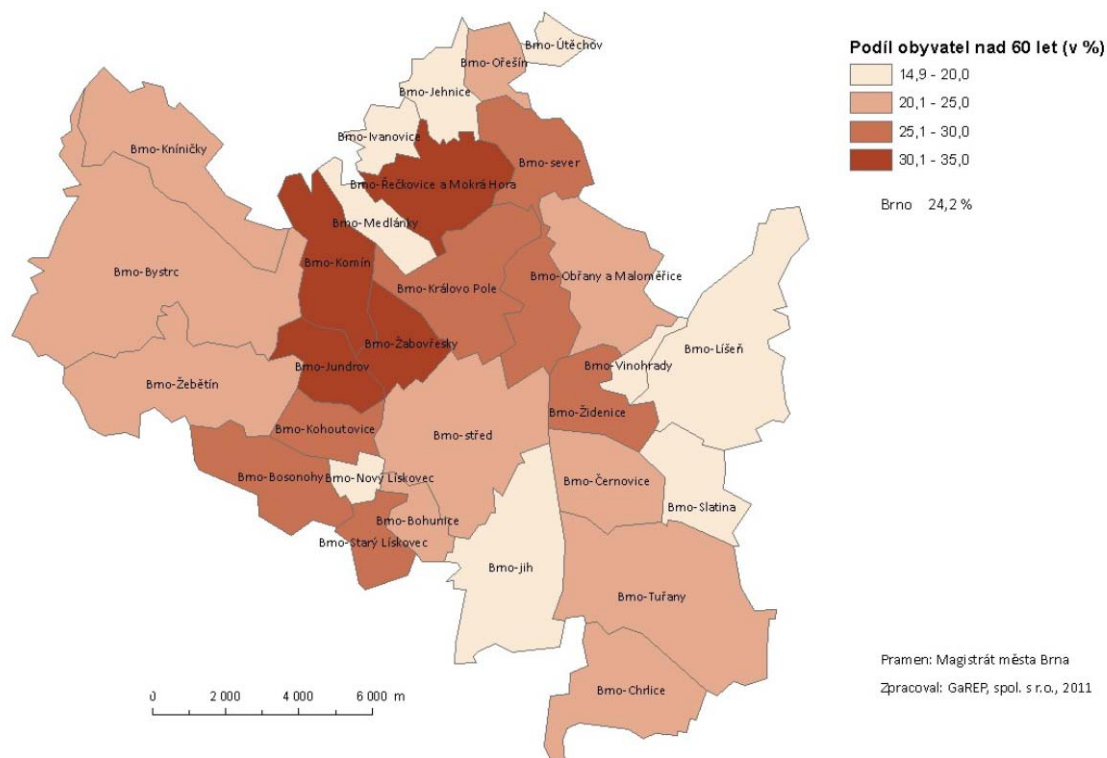 Brno-Útěchov
Brno-Ořešín
Brno-Jehnice
Brno-Ivanovice
Brno-Kníničky
Brno-sever
Brno-Řečkovice a Mokrá Hora
Brno-Medlánky
Brno-Komín
Brno-Bystrc
Brno-Obřany a Maloměřice
Brno-Královo Pole
Brno-Žabovřesky
Brno-Líšeň
Brno-Vinohrady
Brno-Jundrov
Brno-Žebětín
Brno-Židenice
Brno-Kohoutovice
Brno-střed
Brno-Bosonohy
Brno-Nový Lískovec
Brno-Černovice
Brno-Slatina
Brno-Bohunice
Brno-Starý Lískovec
Brno-jih
Brno-Tuřany
Brno-Chrlice
Podíl obyvatel nad 60 let (v %)
14,9 - 20,0
20,1 - 25,0
25,1 - 30,0
30,1 - 35,0
Brno 24,2 %
0 2 000 4 000 6 000 m
Pramen: Magistrát města Brna
Zpracoval: GaREP, spol. s r.o., 2011